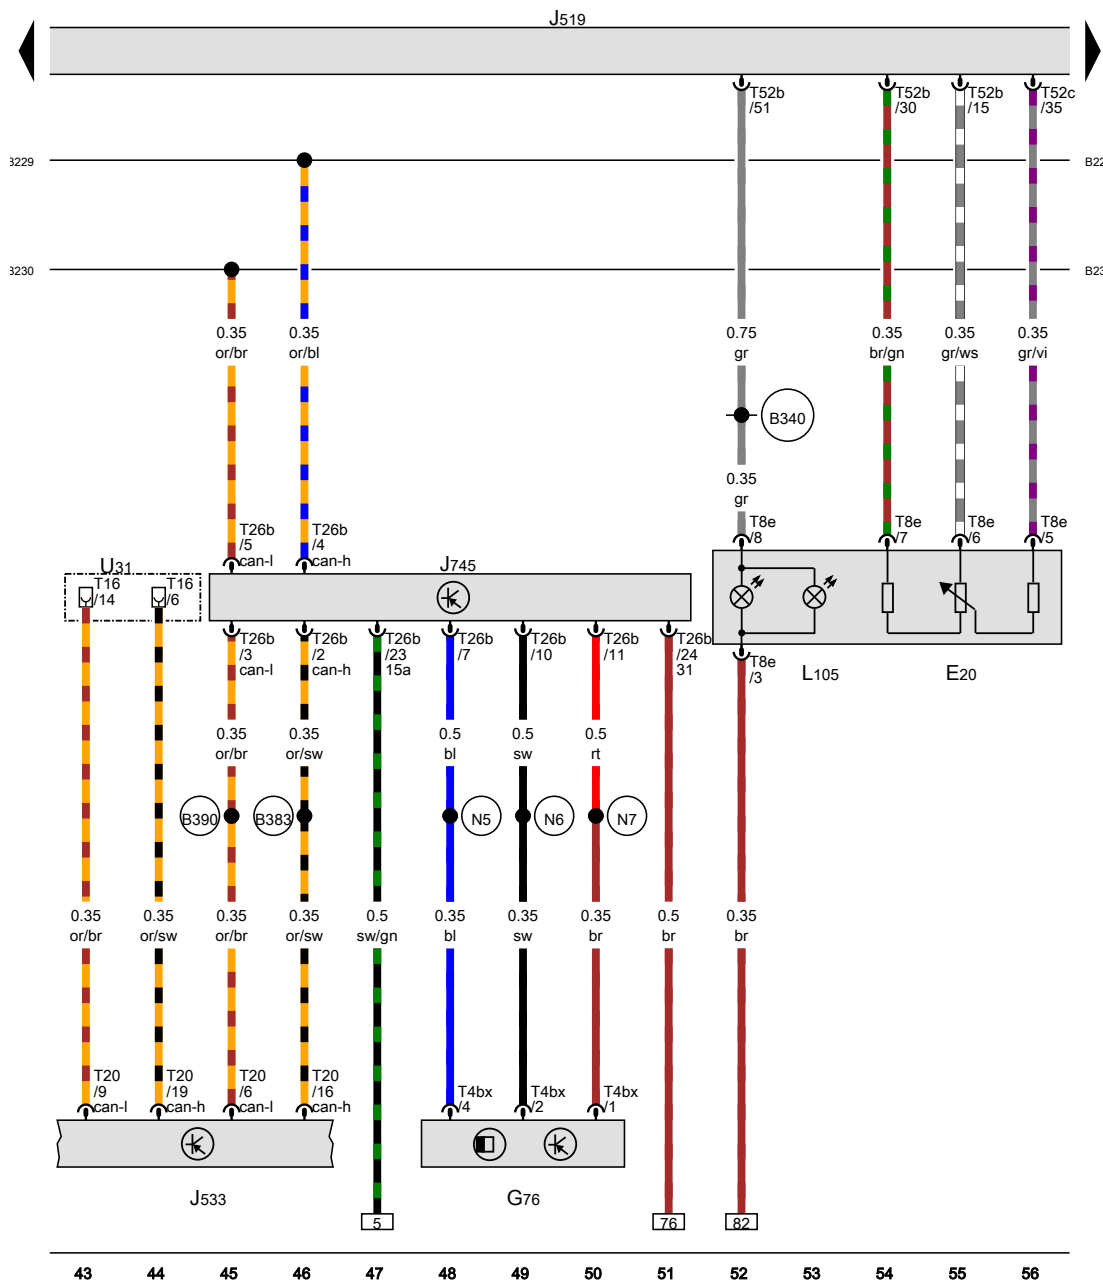 J519
T52b
/51
T52b
/30
T52b
/15
T52c
/35
B230
0.35
or/br
0.35
or/bl
0.75
gr
0.35
br/gn
0.35
gr/ws
0.35
gr/vi
B340
0.35
gr
T26b
/5
can-l
T26b
/4
can-h
T8e
/8
T8e
/7
T8e
/6
T8e
/5
U31
J745
T16
/14
T16
/6
T26b
/3
can-l
T26b
/2
can-h
T26b
/23
15a
T26b
/7
T26b
/10
T26b
/11
T26b
/24
31
T8e
/3
L105
E20
0.35
or/br
0.35
or/sw
0.5
bl
0.5
sw
0.5
rt
B390
B383
N5
N6
N7
0.35
or/br
0.35
or/sw
0.35
or/br
0.35
or/sw
0.5
sw/gn
0.35
bl
0.35
sw
0.35
br
0.5
br
0.35
br
T20
/9
can-l
T20
/19
can-h
T20
/6
can-l
T20
/16
can-h
T4bx
/4
T4bx
/2
T4bx
/1
J533
G76
5
76
82
43 44 45 46 47 48 49 50 51 52 53 54 55 56